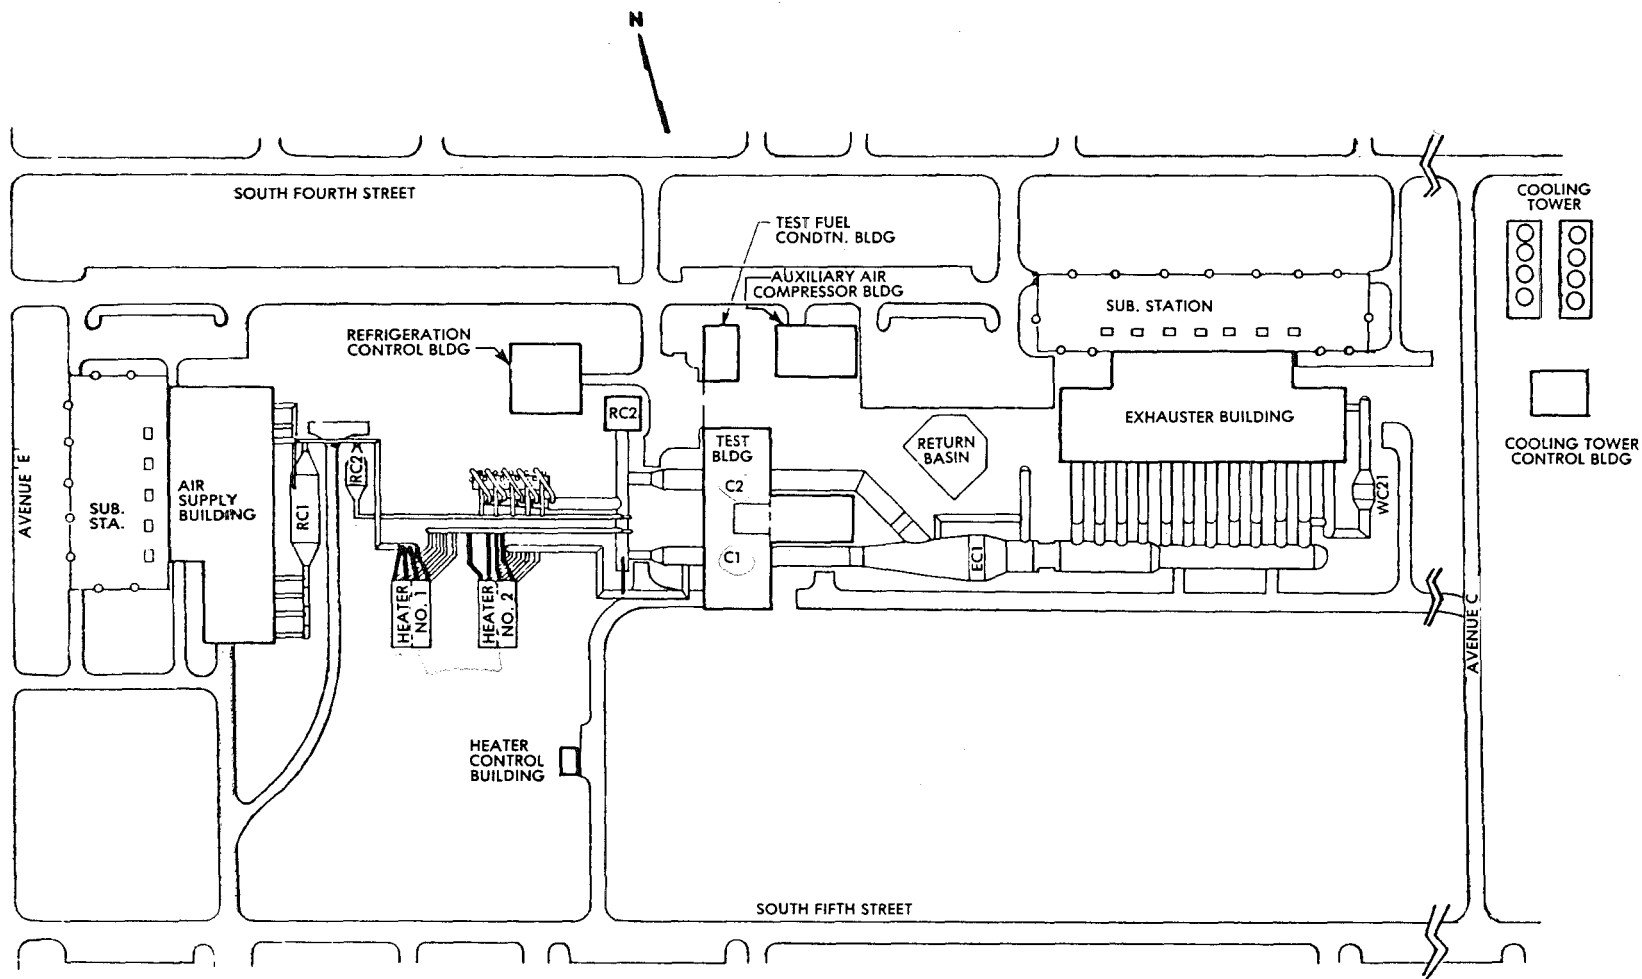 N
SOUTH FOURTH STREET
COOLING
TOWER
TEST FUEL
CONDTN. BLDG
AUXILIARY AIR
COMPRESSOR BLDG
SUB. STATION
REFRIGERATION
CONTROL BLDG
RC2
EXHAUSTER BUILDING
COOLING TOWER
CONTROL BLDG
RETURN
BASIN
TEST
BLDG
C2
C1
AVENUE 'E'
SUB.
STA.
AIR
SUPPLY
BUILDING
RC1
RC2
WC21
EC1
HEATER
NO. 1
HEATER
NO. 2
AVENUE C
HEATER
CONTROL
BUILDING
SOUTH FIFTH STREET